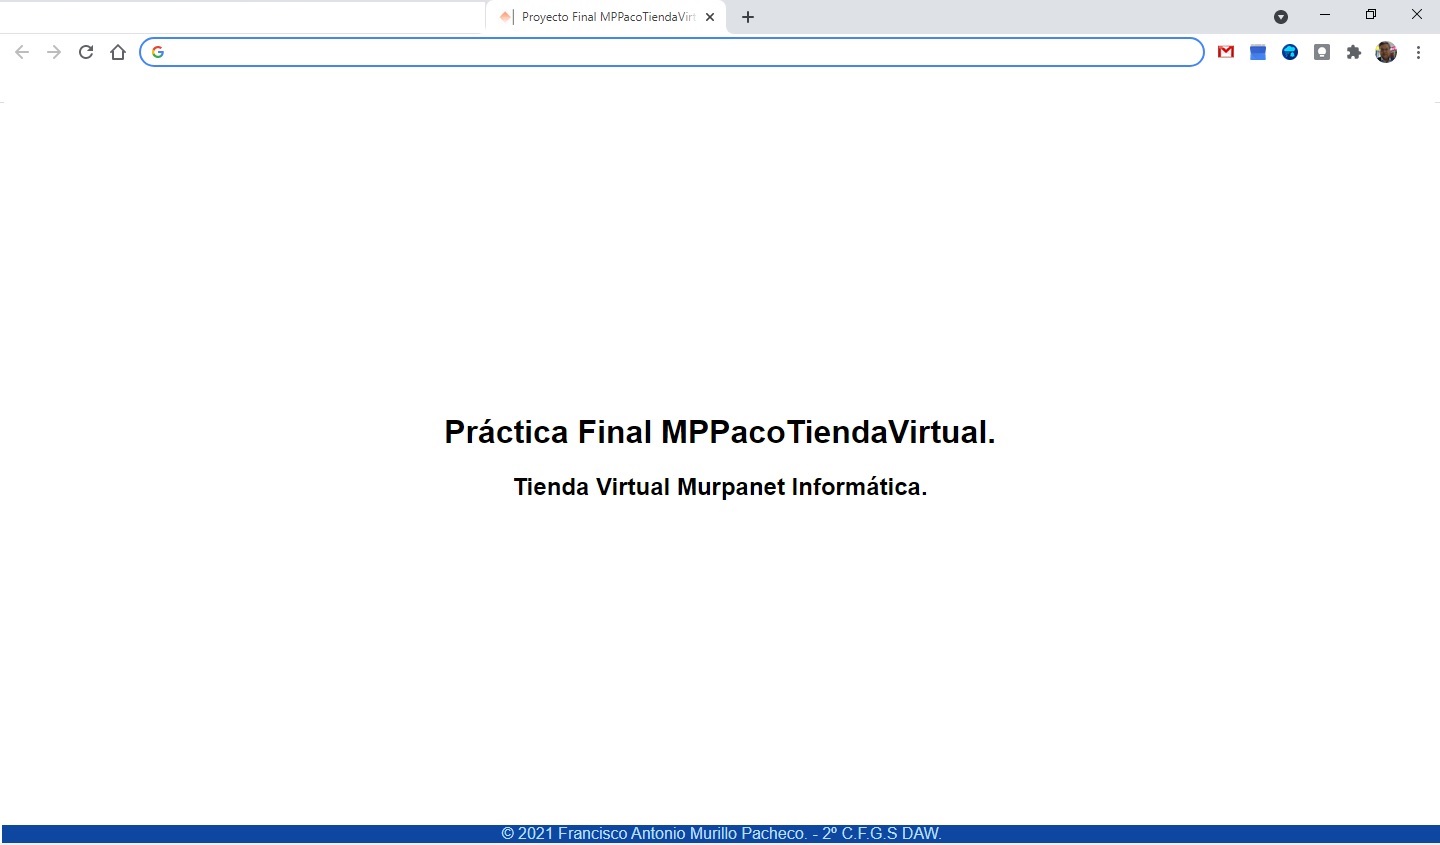 Proyecto Final MPPacoTiendaVirt
Práctica Final MPPacoTiendaVirtual.
Tienda Virtual Murpanet Informática.
© 2021 Francisco Antonio Murillo Pacheco. - 2º C.F.G.S DAW.